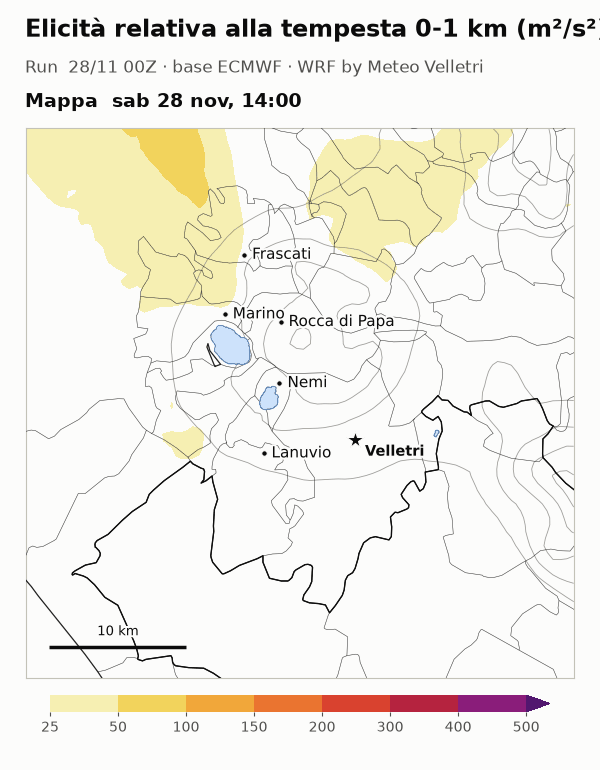 Elicità relativa alla tempesta 0-1 km (m²/s²)
Run 28/11 00Z · base ECMWF · WRF by Meteo Velletri
Mappa sab 28 nov, 14:00
Frascati
Marino
Rocca di Papa
Nemi
Velletri
Lanuvio
10 km
25 50 100 150 200 300 400 500